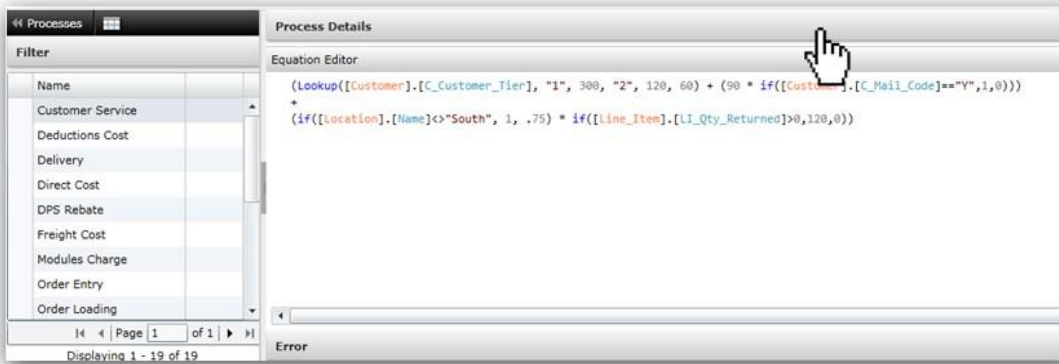 Processes
Filter
Name
Customer Service
Deductions Cost
Delivery
Direct Cost
DPS Rebate
Freight Cost
Modules Charge
Order Entry
Order Loading
Page 1 of 1
Displaying 1 - 19 of 19
Process Details
Equation Editor
(Lookup([Customer].[C_Customer_Tier], "1", 300, "2", 120, 60) + (90 * if([Customer].[C_Mail_Code]=="Y",1,0)))
+
(if([Location].[Name]<>"South", 1, .75) * if([Line_Item].[LI_Qty_Returned]>0,120,0))
Error